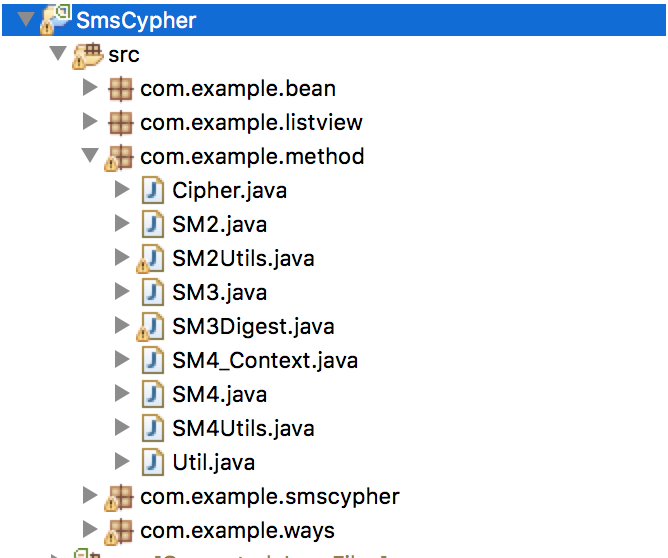 SmsCypher
src
com.example.bean
com.example.listview
com.example.method
Cipher.java
SM2.java
SM2Utils.java
SM3.java
SM3Digest.java
SM4_Context.java
SM4.java
SM4Utils.java
Util.java
com.example.smscypher
com.example.ways